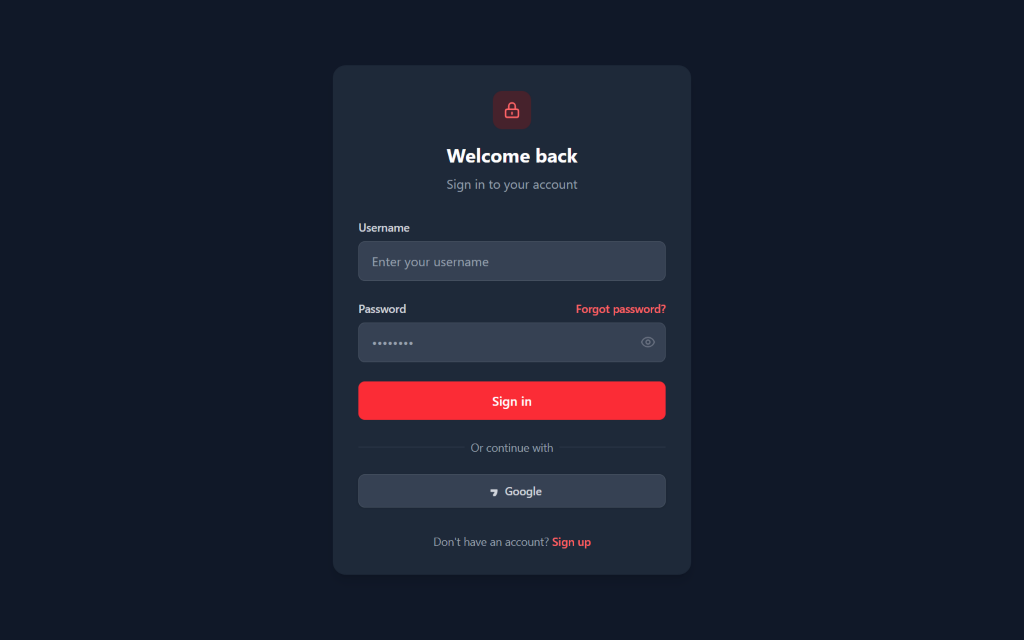 Welcome back
Sign in to your account
Username
Enter your username
Password Forgot password?
••••••••
Sign in
Or continue with
Google
Don't have an account? Sign up